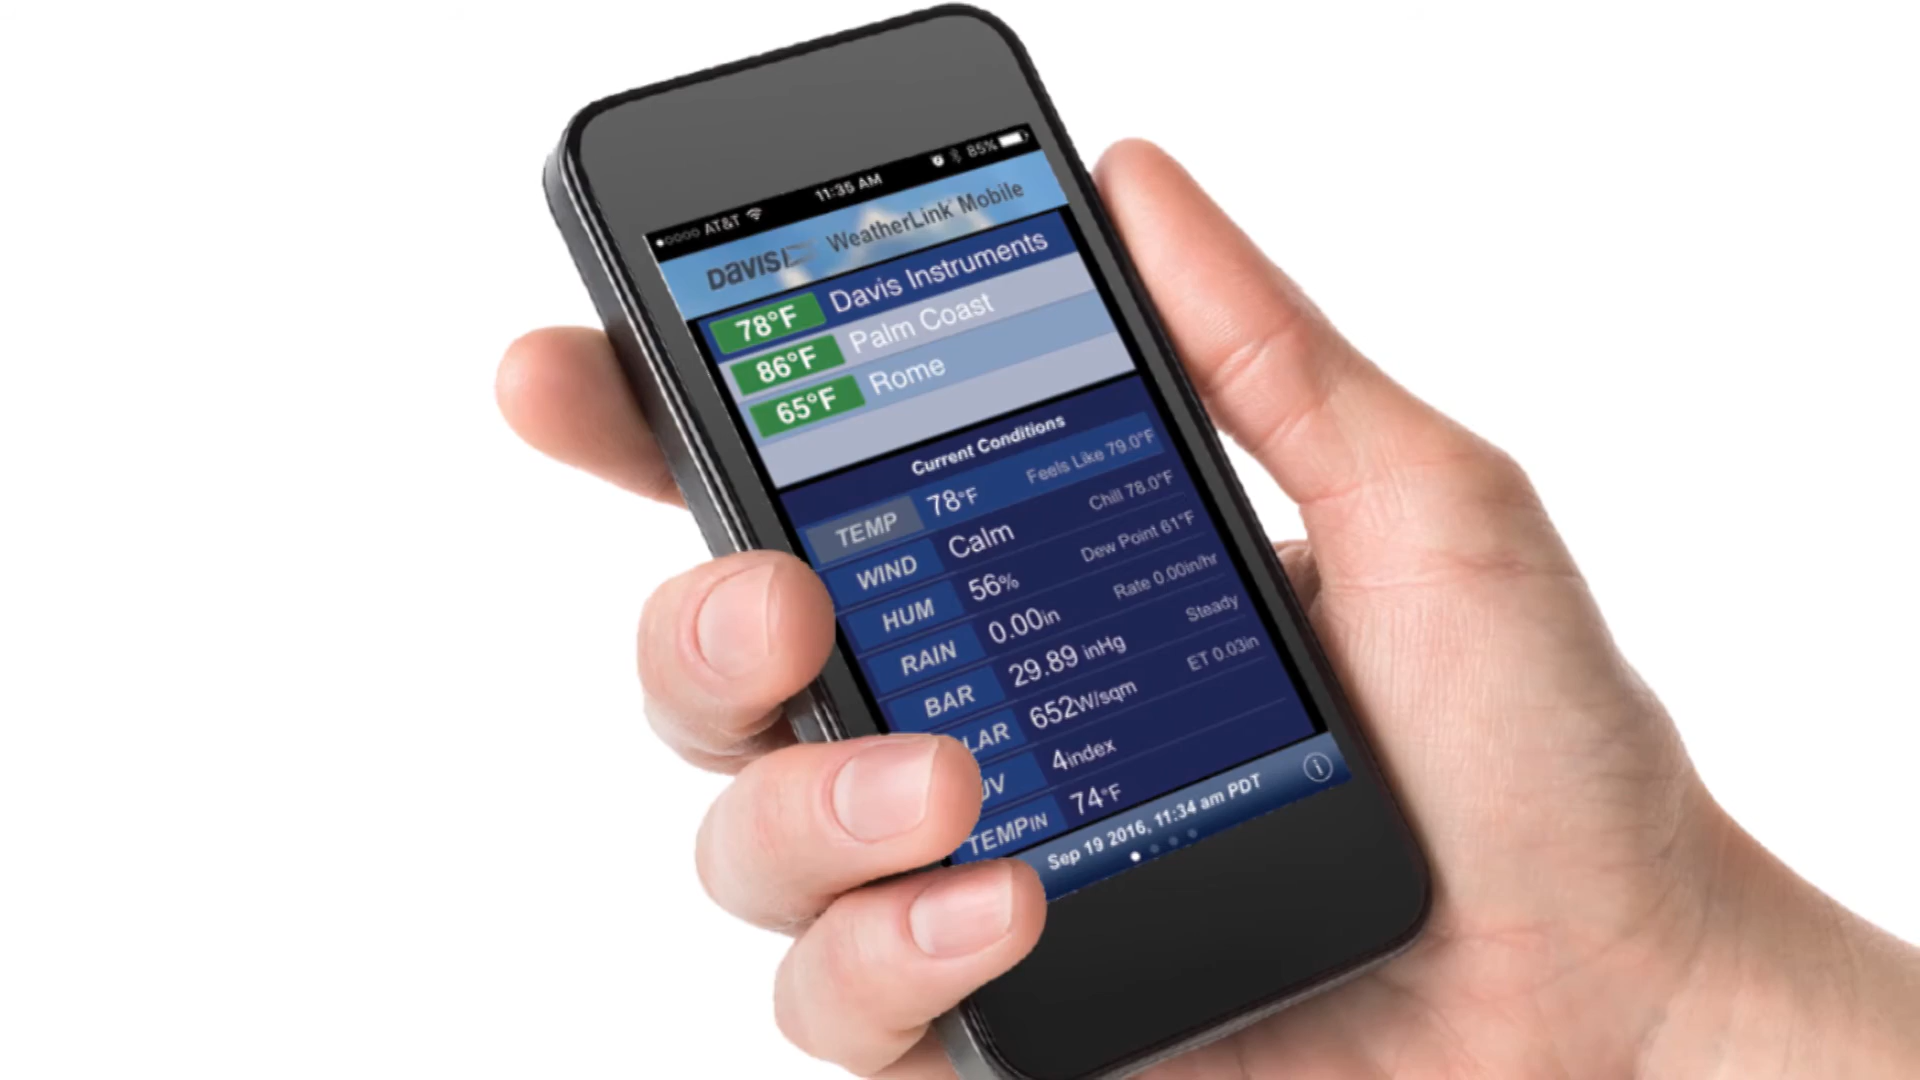 AT&T 11:35 AM 85%
DAVIS WeatherLink Mobile
78°F Davis Instruments
86°F Palm Coast
65°F Rome
Current Conditions
TEMP 78°F Feels Like 79.0°F
WIND Calm Chill 78.0°F
HUM 56% Dew Point 61°F
RAIN 0.00in Rate 0.00in/hr
BAR 29.89 inHg Steady
LAR 652W/sqm ET 0.03in
UV 4index
TEMPIN 74°F
Sep 19 2016, 11:34 am PDT i